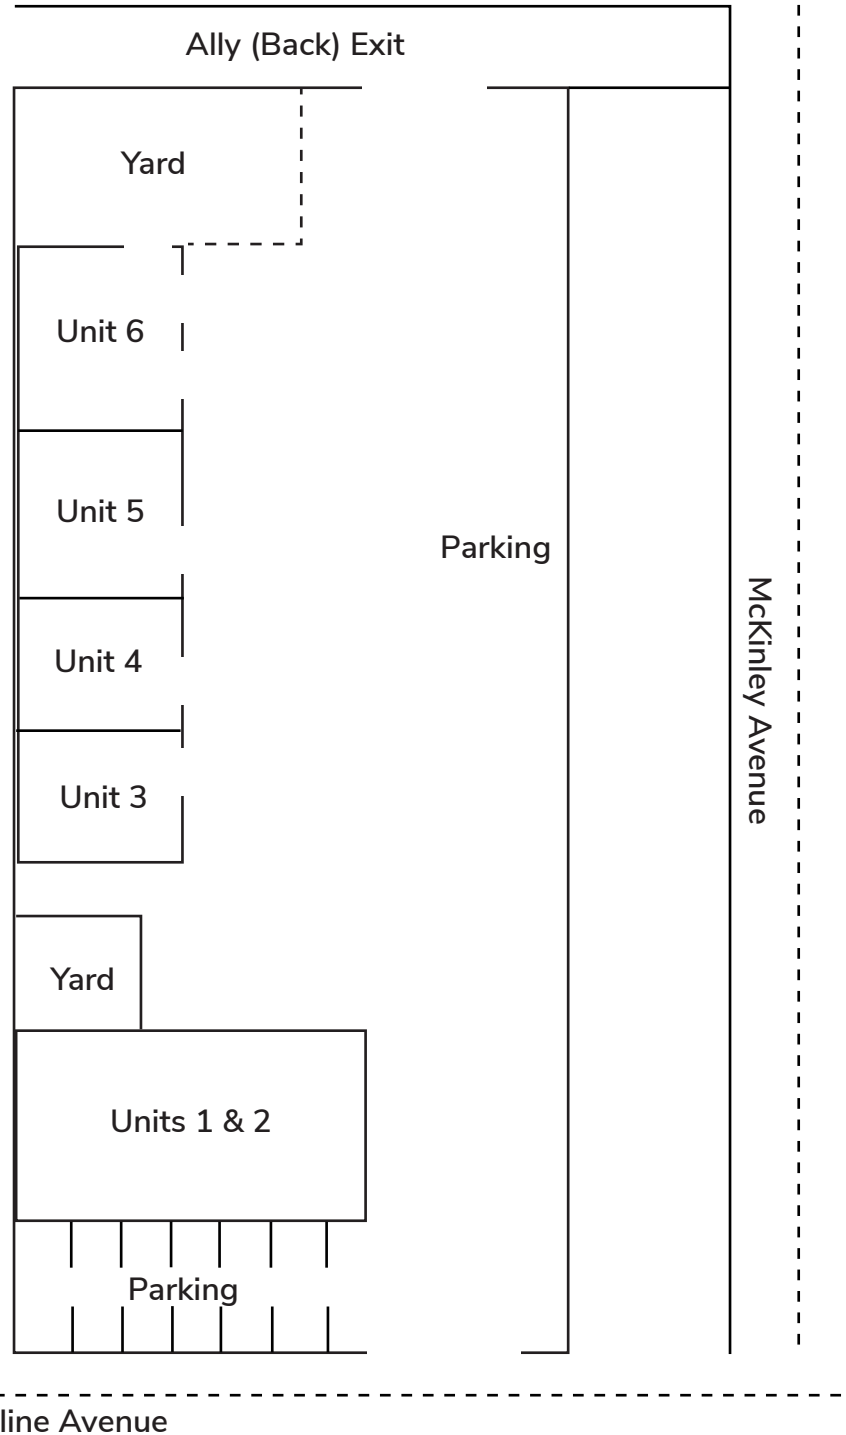 Ally (Back) Exit
Yard
Unit 6
Unit 5
Parking
McKinley Avenue
Unit 4
Unit 3
Yard
Units 1 & 2
Parking
line Avenue